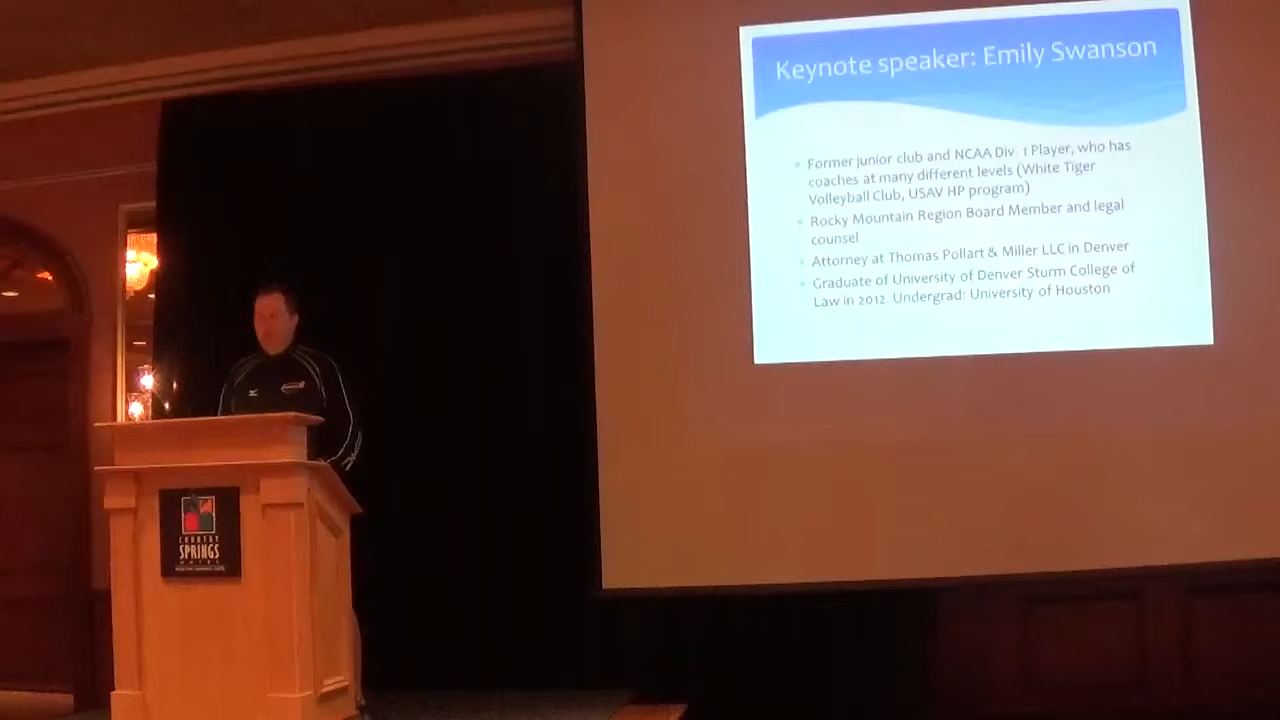 Keynote speaker: Emily Swanson
Former junior club and NCAA Div 1 Player, who has
coaches at many different levels (White Tiger
Volleyball Club, USAV HP program)
Rocky Mountain Region Board Member and legal
counsel
Attorney at Thomas Pollart & Miller LLC in Denver
Graduate of University of Denver Sturm College of
Law in 2012. Undergrad: University of Houston
COUNTRY
SPRINGS
HOTEL